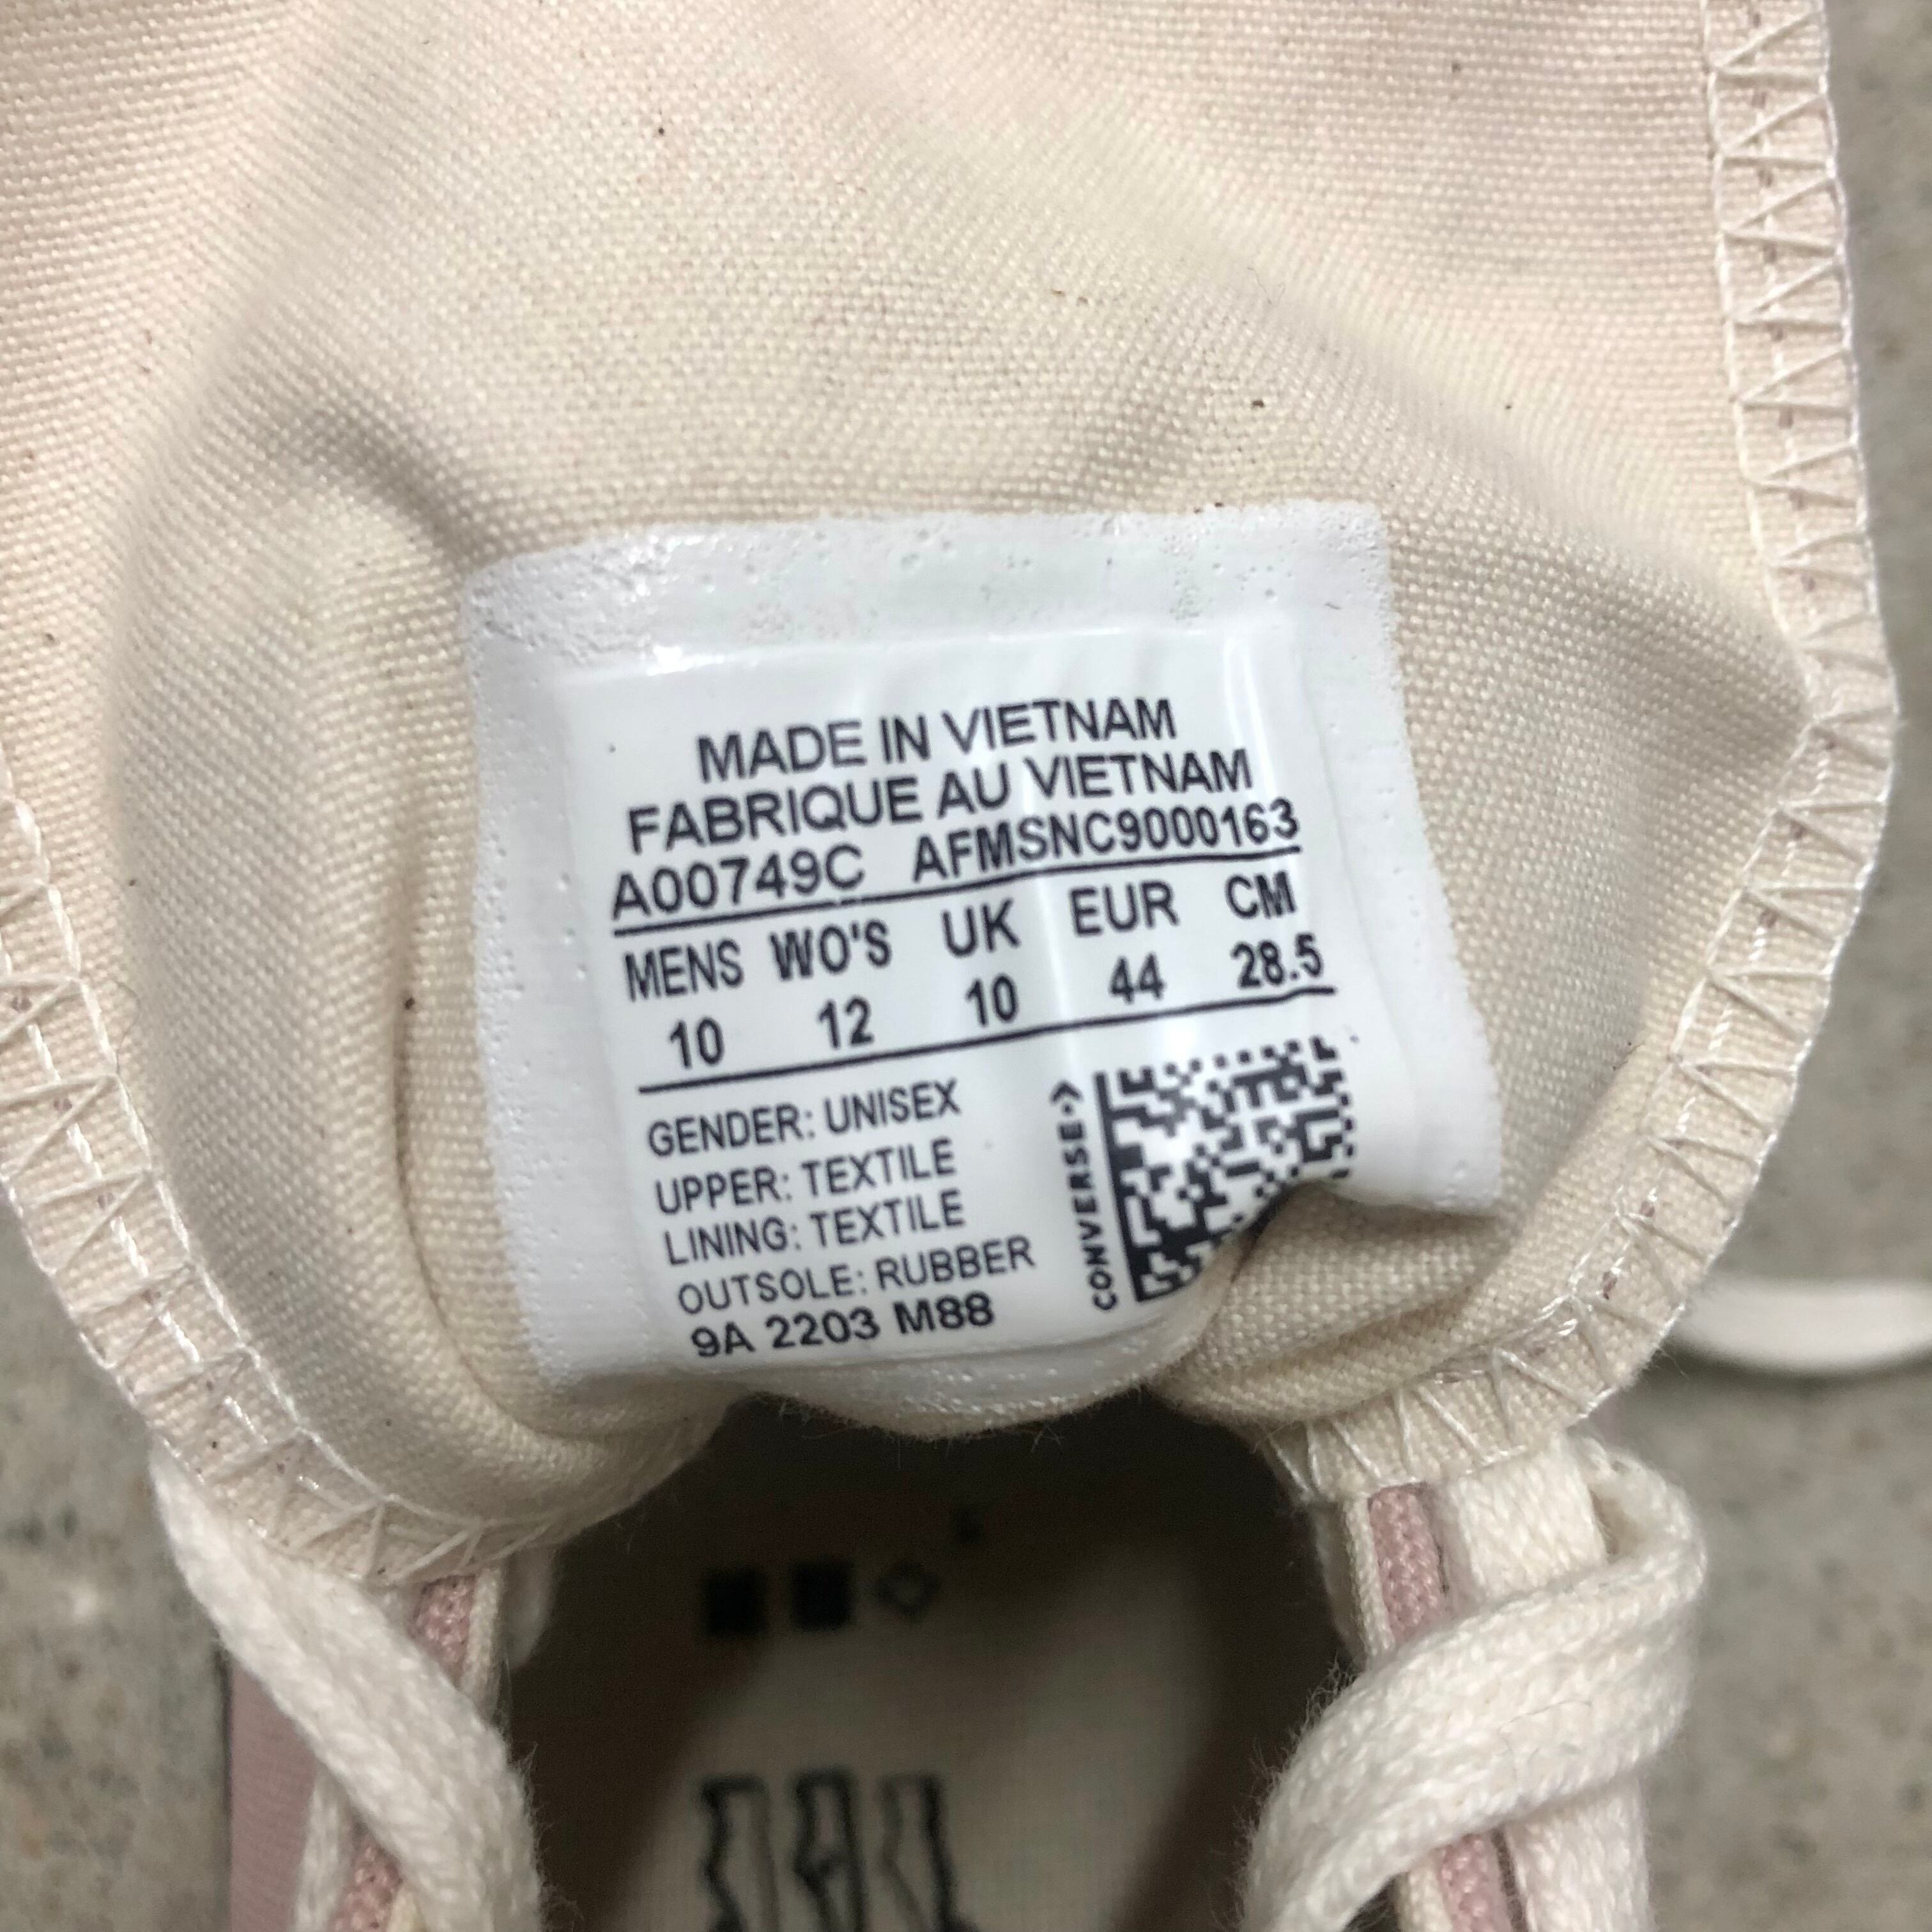 MADE IN VIETNAM
FABRIQUE AU VIETNAM
A00749C AFMSNC9000163
MENS WO'S UK EUR CM
10 12 10 44 28.5
GENDER: UNISEX
UPPER: TEXTILE
LINING: TEXTILE
OUTSOLE: RUBBER
9A 2203 M88
CONVERSE